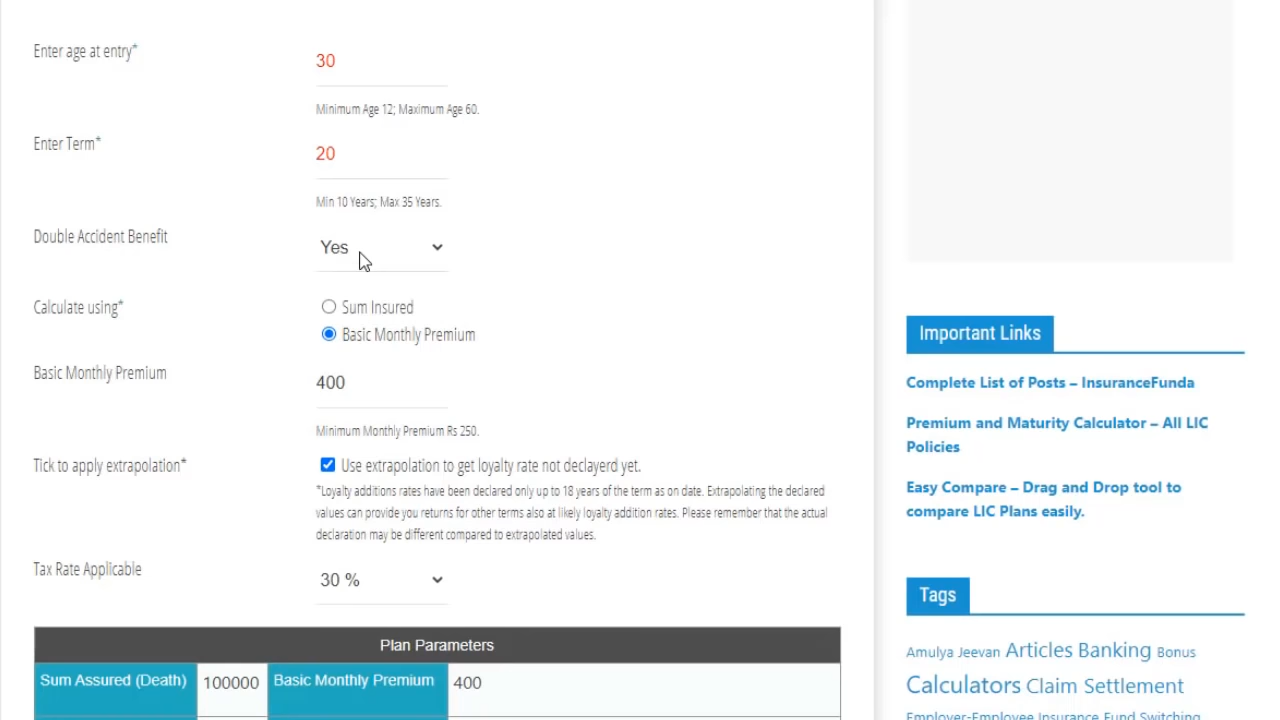 Enter age at entry*
30
Minimum Age 12; Maximum Age 60.
Enter Term*
20
Min 10 Years; Max 35 Years.
Double Accident Benefit
Yes
Calculate using*
Sum Insured
Basic Monthly Premium
Basic Monthly Premium
400
Minimum Monthly Premium Rs 250.
Tick to apply extrapolation*
Use extrapolation to get loyalty rate not declayerd yet.
*Loyalty additions rates have been declared only up to 18 years of the term as on date. Extrapolating the declared
values can provide you returns for other terms also at likely loyalty addition rates. Please remember that the actual
declaration may be different compared to extrapolated values.
Tax Rate Applicable
30 %
Plan Parameters
Sum Assured (Death) 100000 Basic Monthly Premium 400
Important Links
Complete List of Posts – InsuranceFunda
Premium and Maturity Calculator – All LIC
Policies
Easy Compare – Drag and Drop tool to
compare LIC Plans easily.
Tags
Amulya Jeevan Articles Banking Bonus
Calculators Claim Settlement
Employer-Employee Insurance Fund Switching